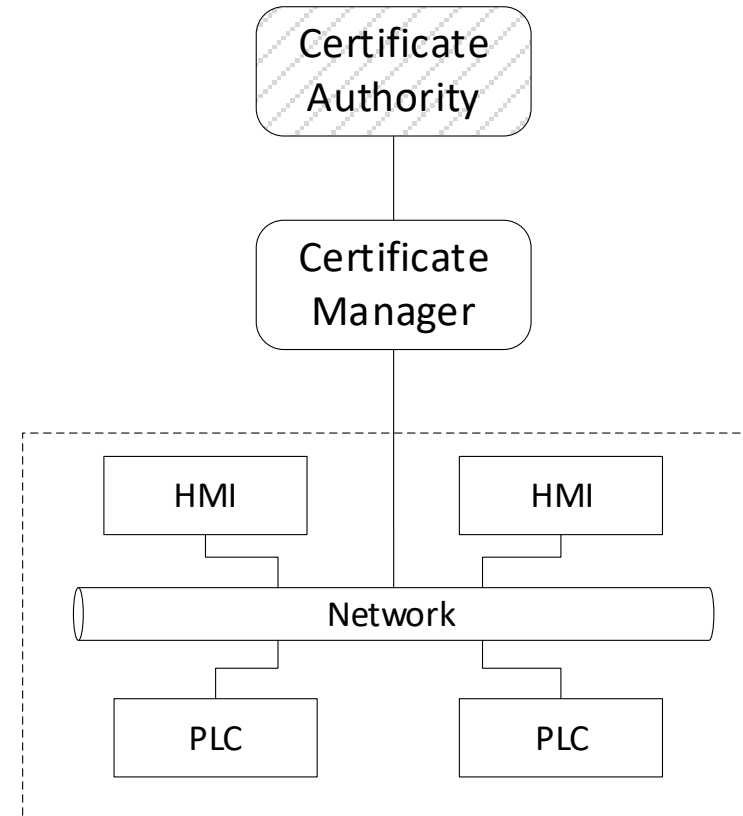 Certificate
Authority
Certificate
Manager
HMI
HMI
Network
PLC
PLC